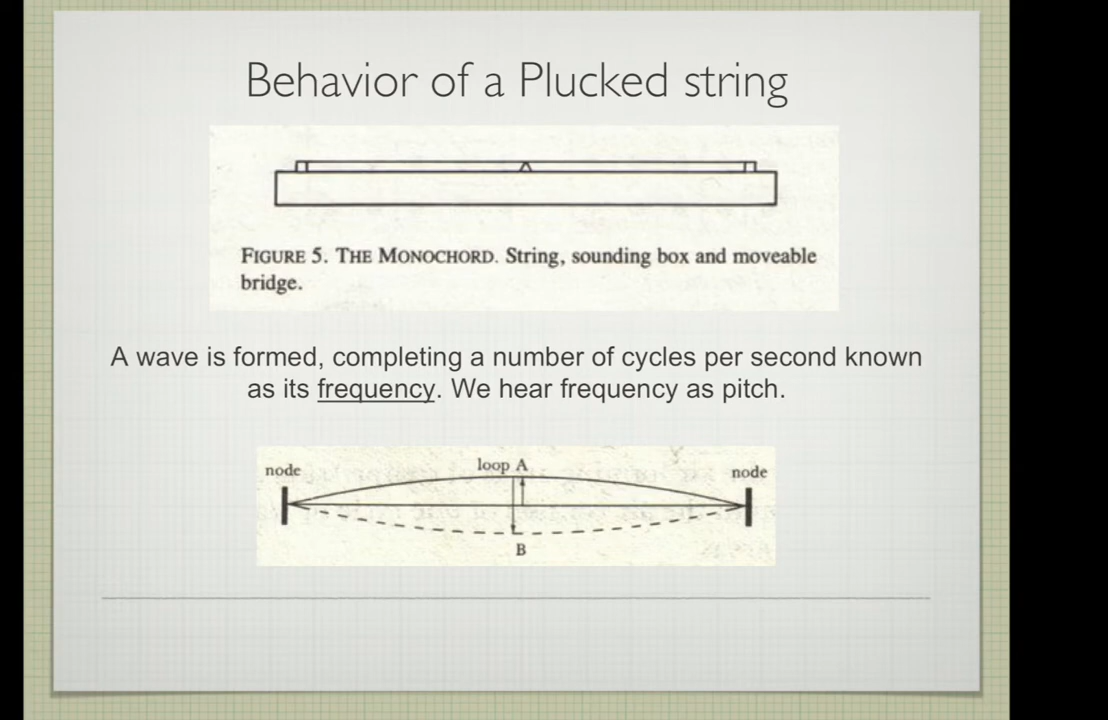 Behavior of a Plucked string
FIGURE 5. THE MONOCHORD. String, sounding box and moveable
bridge.
A wave is formed, completing a number of cycles per second known
as its frequency. We hear frequency as pitch.
node
loop A
node
B